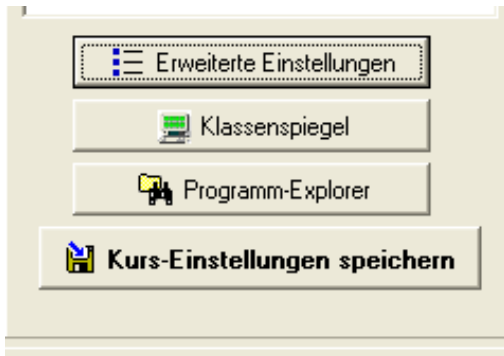 Erweiterte Einstellungen
Klassenspiegel
Programm-Explorer
Kurs-Einstellungen speichern